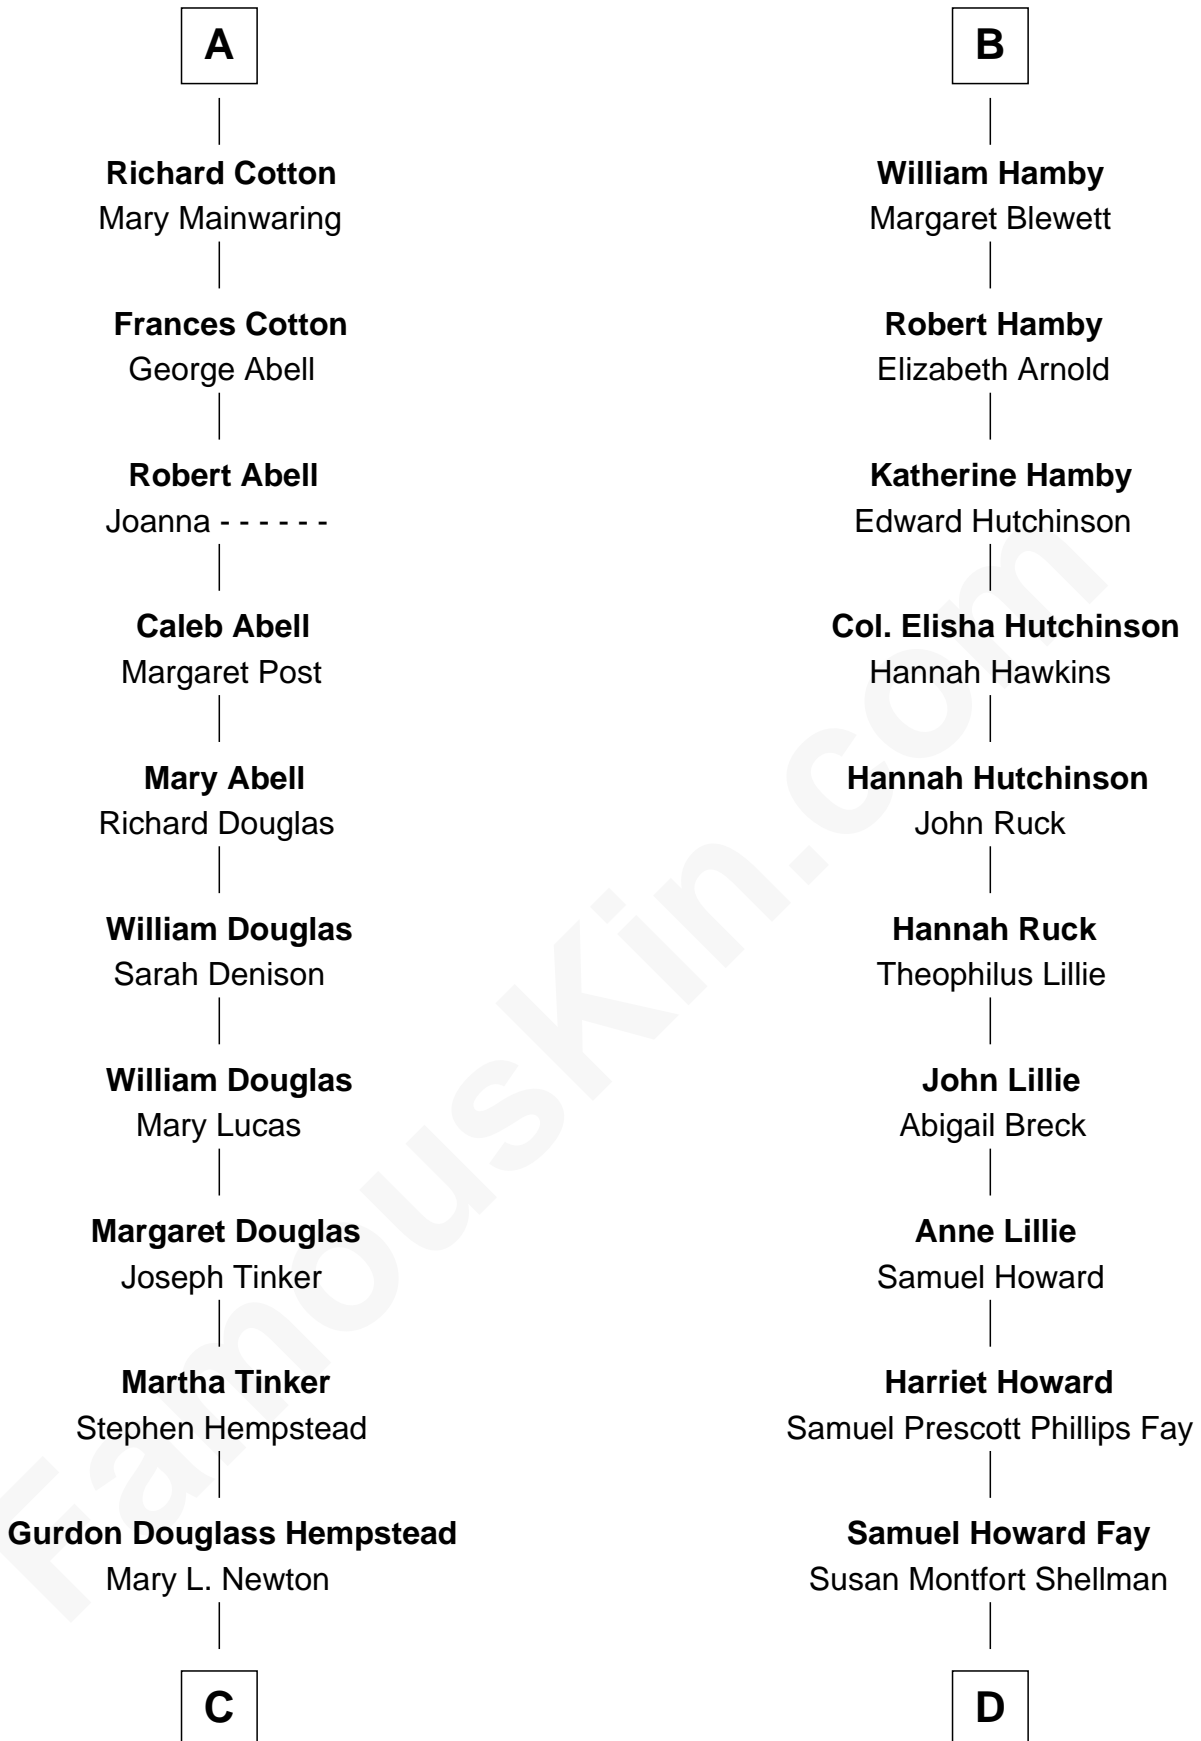 A
Richard Cotton
Mary Mainwaring
Frances Cotton
George Abell
Robert Abell
Joanna - - - - - -
Caleb Abell
Margaret Post
Mary Abell
Richard Douglas
William Douglas
Sarah Denison
William Douglas
Mary Lucas
Margaret Douglas
Joseph Tinker
Martha Tinker
Stephen Hempstead
Gurdon Douglass Hempstead
Mary L. Newton
C
B
William Hamby
Margaret Blewett
Robert Hamby
Elizabeth Arnold
Katherine Hamby
Edward Hutchinson
Col. Elisha Hutchinson
Hannah Hawkins
Hannah Hutchinson
John Ruck
Hannah Ruck
Theophilus Lillie
John Lillie
Abigail Breck
Anne Lillie
Samuel Howard
Harriet Howard
Samuel Prescott Phillips Fay
Samuel Howard Fay
Susan Montfort Shellman
D
FamousKin.com